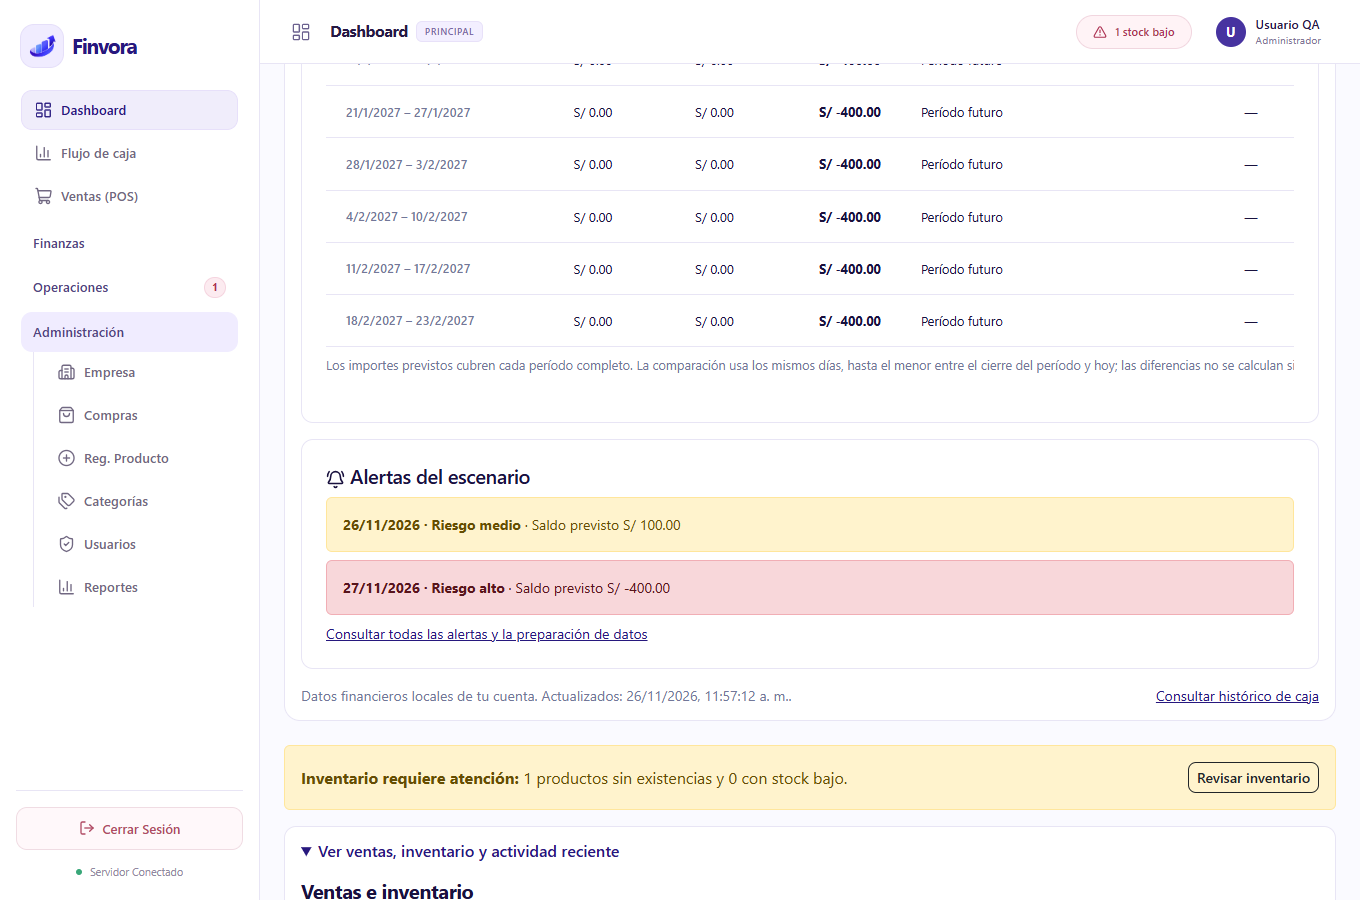 Finvora
Dashboard
Flujo de caja
Ventas (POS)
Finanzas
Operaciones 1
Administración
Empresa
Compras
Reg. Producto
Categorías
Usuarios
Reportes
Cerrar Sesión
Servidor Conectado
Dashboard PRINCIPAL
1 stock bajo
U Usuario QA
Administrador
21/1/2027 – 27/1/2027 S/ 0.00 S/ 0.00 S/ -400.00 Período futuro —
28/1/2027 – 3/2/2027 S/ 0.00 S/ 0.00 S/ -400.00 Período futuro —
4/2/2027 – 10/2/2027 S/ 0.00 S/ 0.00 S/ -400.00 Período futuro —
11/2/2027 – 17/2/2027 S/ 0.00 S/ 0.00 S/ -400.00 Período futuro —
18/2/2027 – 23/2/2027 S/ 0.00 S/ 0.00 S/ -400.00 Período futuro —
Los importes previstos cubren cada período completo. La comparación usa los mismos días, hasta el menor entre el cierre del período y hoy; las diferencias no se calculan si
Alertas del escenario
26/11/2026 · Riesgo medio · Saldo previsto S/ 100.00
27/11/2026 · Riesgo alto · Saldo previsto S/ -400.00
Consultar todas las alertas y la preparación de datos
Datos financieros locales de tu cuenta. Actualizados: 26/11/2026, 11:57:12 a. m..
Consultar histórico de caja
Inventario requiere atención: 1 productos sin existencias y 0 con stock bajo.
Revisar inventario
▼ Ver ventas, inventario y actividad reciente
Ventas e inventario